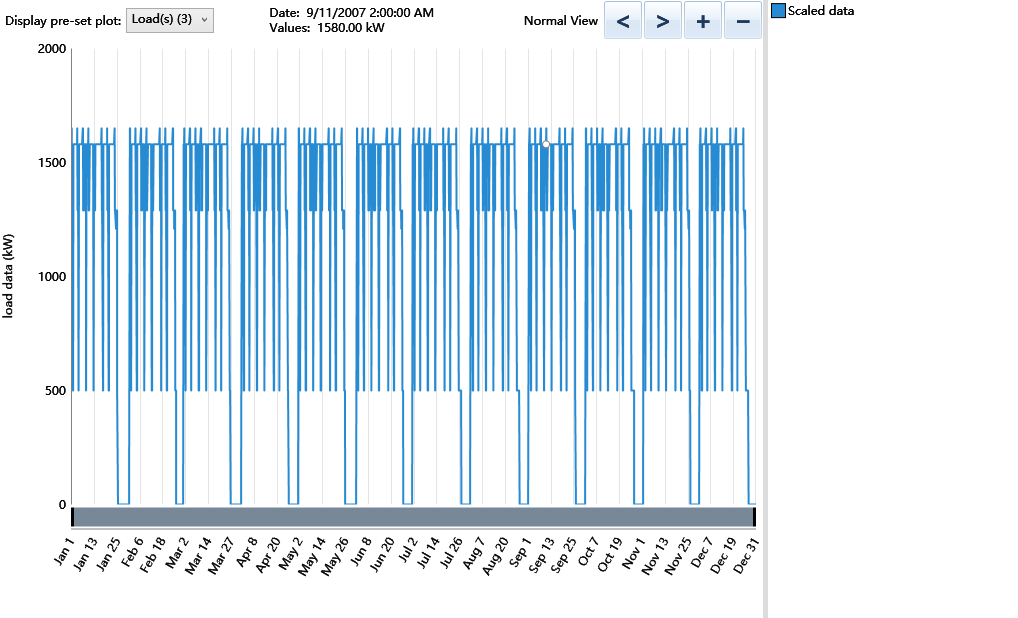 Display pre-set plot: Load(s) (3)
Date: 9/11/2007 2:00:00 AM
Values: 1580.00 kW
Normal View < > + −
Scaled data
load data (kW)
2000
1500
1000
500
0
Jan 1
Jan 13
Jan 25
Feb 6
Feb 18
Mar 2
Mar 14
Mar 27
Apr 8
Apr 20
May 2
May 14
May 26
Jun 8
Jun 20
Jul 2
Jul 14
Jul 26
Aug 7
Aug 20
Sep 1
Sep 13
Sep 25
Oct 7
Oct 19
Nov 1
Nov 13
Nov 25
Dec 7
Dec 19
Dec 31